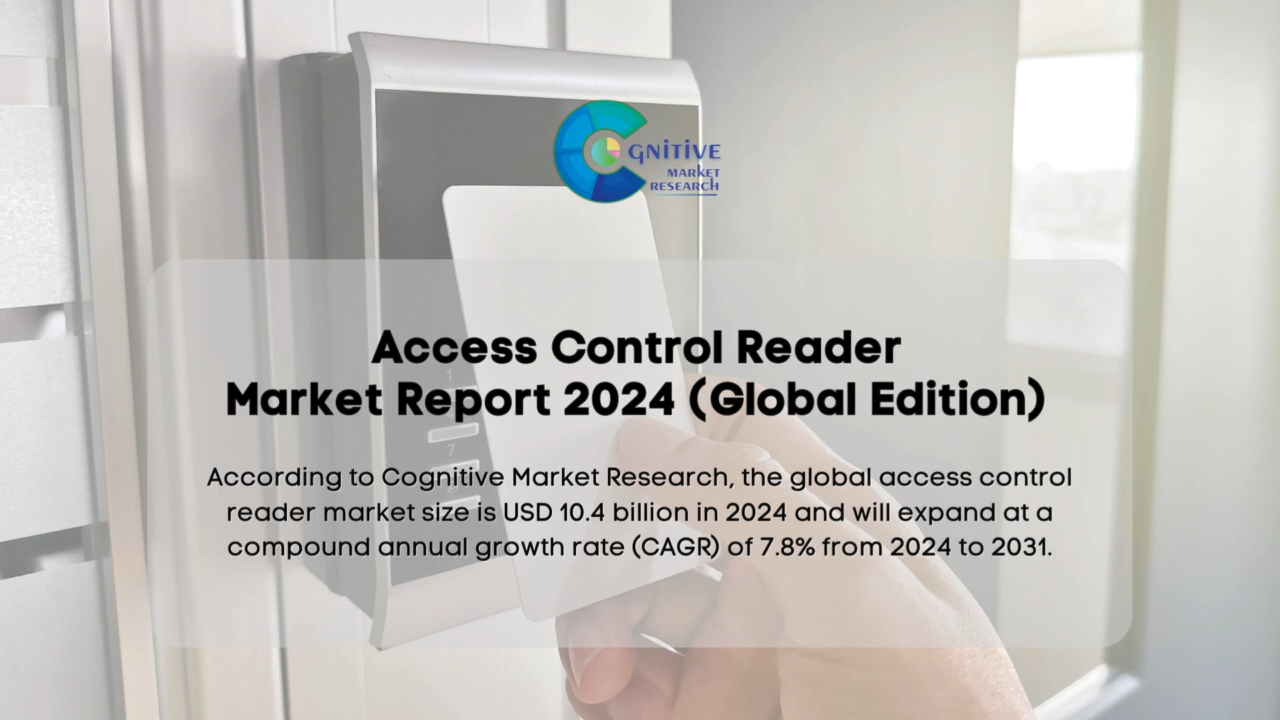 GNITIVE
MARKET
RESEARCH
Access Control Reader
Market Report 2024 (Global Edition)
According to Cognitive Market Research, the global access control
reader market size is USD 10.4 billion in 2024 and will expand at a
compound annual growth rate (CAGR) of 7.8% from 2024 to 2031.